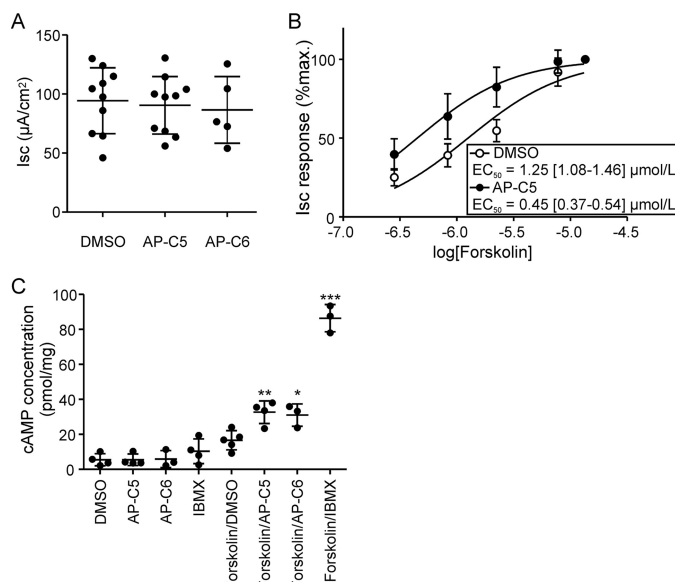 A
150
100
50
0
Isc (µA/cm²)
DMSO AP-C5 AP-C6
B
Isc response (%max.)
100
50
0
DMSO
EC₅₀ = 1.25 [1.08-1.46] µmol/L
AP-C5
EC₅₀ = 0.45 [0.37-0.54] µmol/L
-7.0 -6.5 -6.0 -5.5 -5.0 -4.5
log[Forskolin]
C
cAMP concentration
(pmol/mg)
100
80
60
40
20
0
** * ***
DMSO
AP-C5
AP-C6
IBMX
orskolin/DMSO
orskolin/AP-C5
orskolin/AP-C6
Forskolin/IBMX